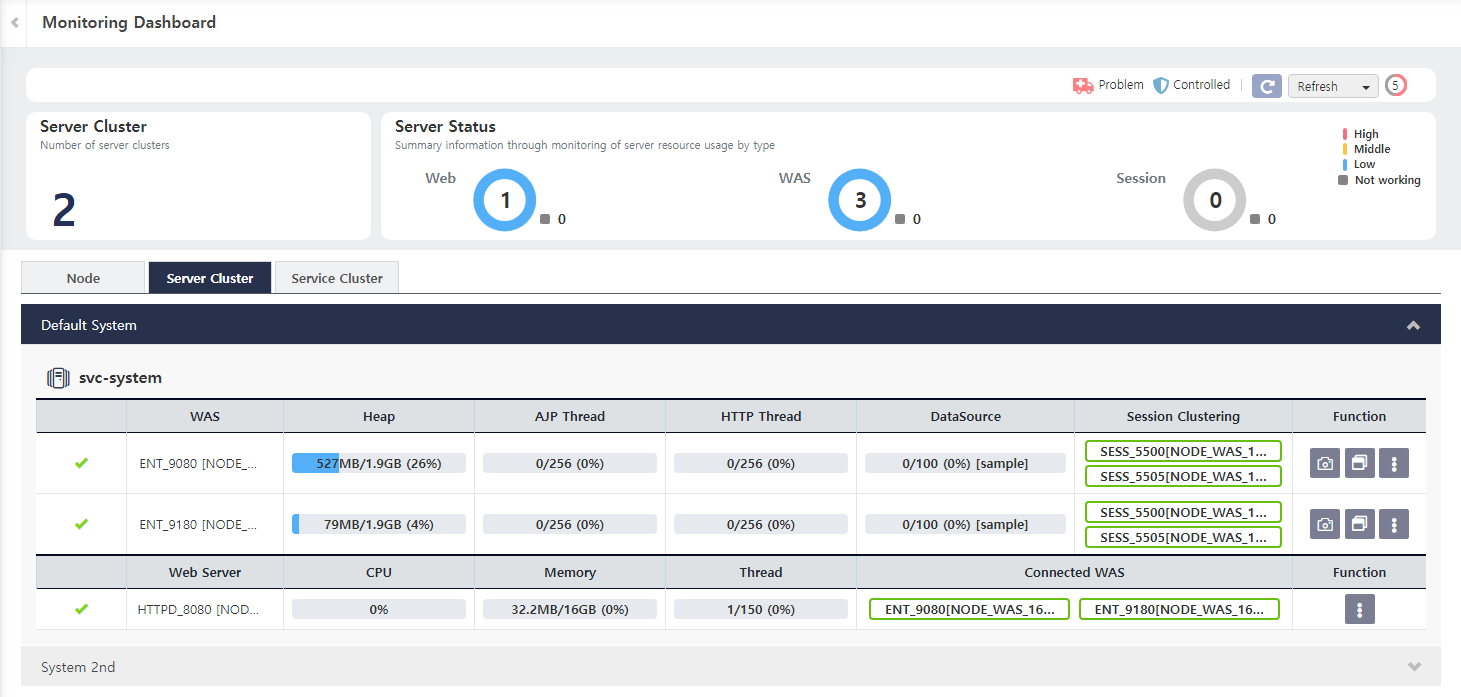 Monitoring Dashboard
Problem Controlled Refresh 5
Server Cluster
Number of server clusters
2
Server Status
Summary information through monitoring of server resource usage by type
Web 1 0
WAS 3 0
Session 0 0
High
Middle
Low
Not working
Node Server Cluster Service Cluster
Default System
svc-system
WAS Heap AJP Thread HTTP Thread DataSource Session Clustering Function
ENT_9080 [NODE_... 527MB/1.9GB (26%) 0/256 (0%) 0/256 (0%) 0/100 (0%) [sample] SESS_5500[NODE_WAS_1...
SESS_5505[NODE_WAS_1...
ENT_9180 [NODE_... 79MB/1.9GB (4%) 0/256 (0%) 0/256 (0%) 0/100 (0%) [sample] SESS_5500[NODE_WAS_1...
SESS_5505[NODE_WAS_1...
Web Server CPU Memory Thread Connected WAS Function
HTTPD_8080 [NOD... 0% 32.2MB/16GB (0%) 1/150 (0%) ENT_9080[NODE_WAS_16... ENT_9180[NODE_WAS_16...
System 2nd